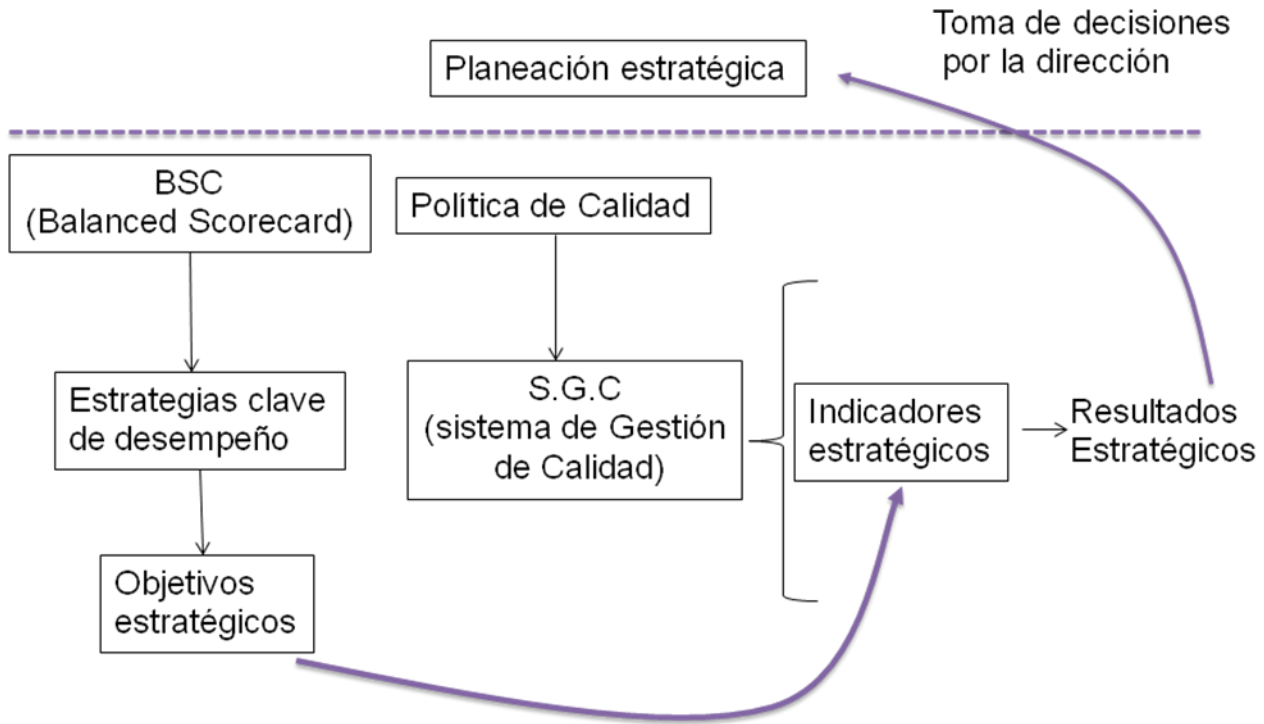 Toma de decisiones
por la dirección
Planeación estratégica
BSC
(Balanced Scorecard)
Política de Calidad
Estrategias clave
de desempeño
S.G.C
(sistema de Gestión
de Calidad)
Indicadores
estratégicos
Resultados
Estratégicos
Objetivos
estratégicos